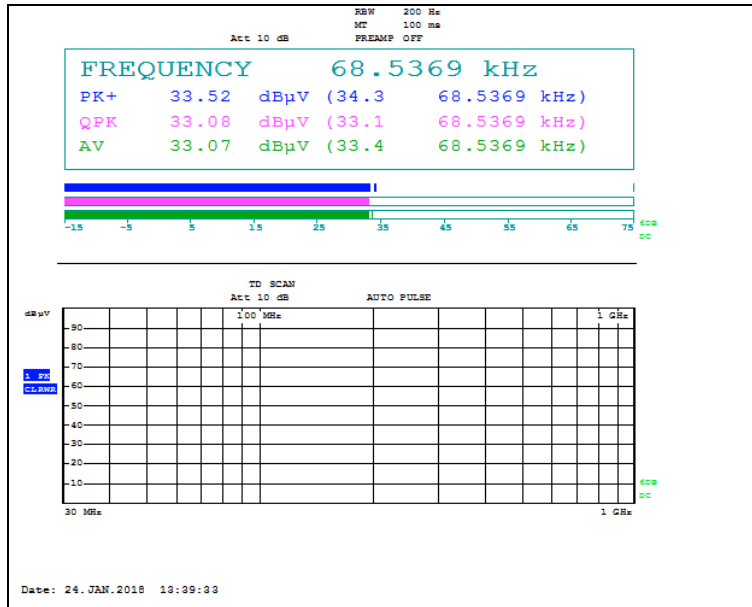 RBW 200 Hz
MT 100 ms
Att 10 dB PREAMP OFF
FREQUENCY 68.5369 kHz
PK+ 33.52 dBµV (34.3 68.5369 kHz)
QPK 33.08 dBµV (33.1 68.5369 kHz)
AV 33.07 dBµV (33.4 68.5369 kHz)
-15 -5 5 15 25 35 45 55 65 75
6DB
DC
TD SCAN
Att 10 dB AUTO PULSE
dBµV
100 MHz 1 GHz
90
80
70
1 PK
60
CLRWR
50
40
30
20
10
6DB
DC
30 MHz 1 GHz
Date: 24.JAN.2018 13:39:33